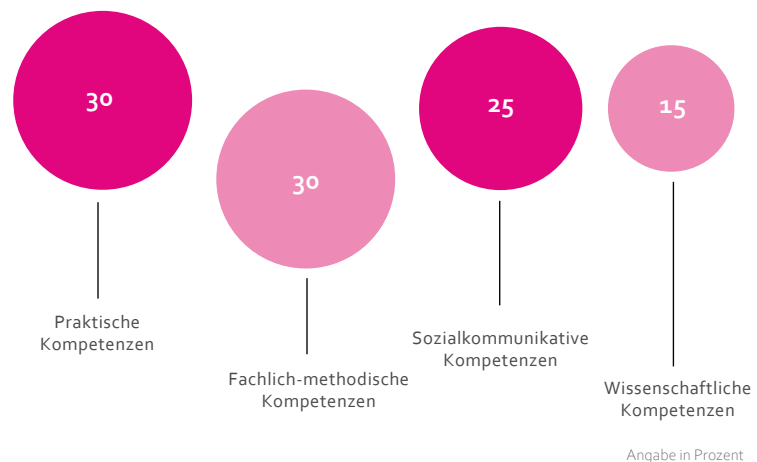 30
30
25
15
Praktische
Kompetenzen
Fachlich-methodische
Kompetenzen
Sozialkommunikative
Kompetenzen
Wissenschaftliche
Kompetenzen
Angabe in Prozent